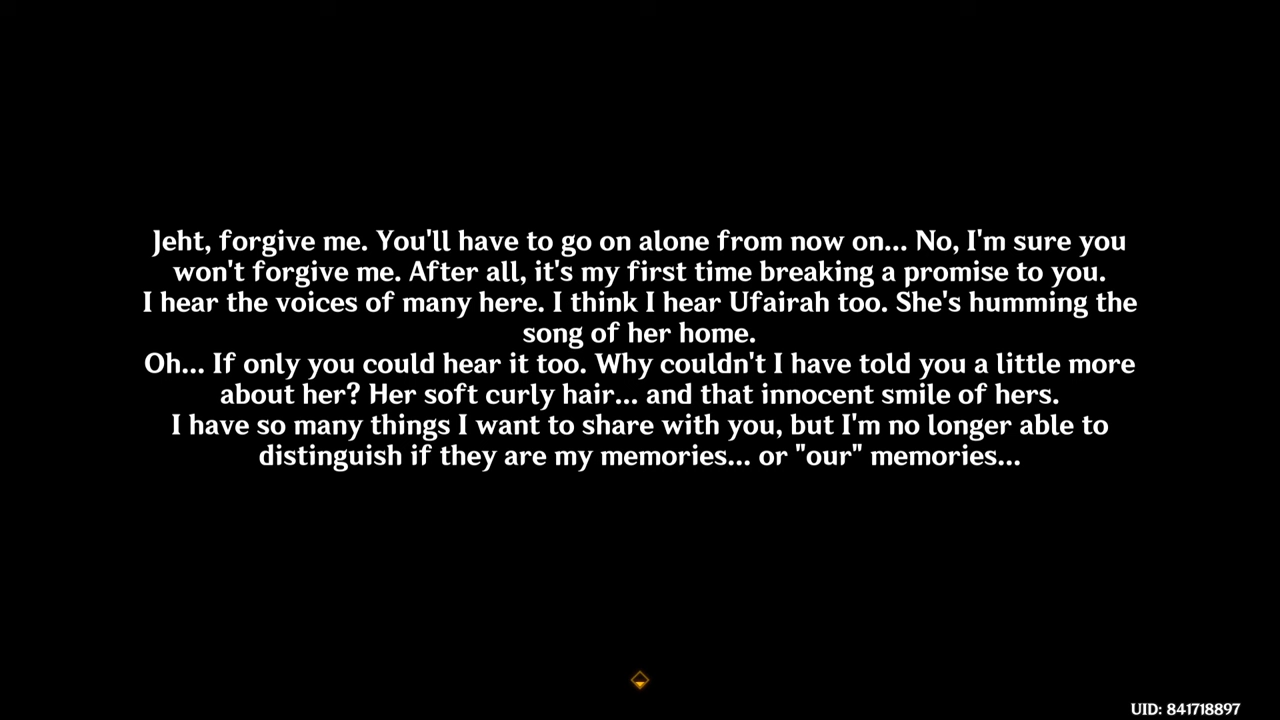 Jeht, forgive me. You'll have to go on alone from now on... No, I'm sure you
won't forgive me. After all, it's my first time breaking a promise to you.
I hear the voices of many here. I think I hear Ufairah too. She's humming the
song of her home.
Oh... If only you could hear it too. Why couldn't I have told you a little more
about her? Her soft curly hair... and that innocent smile of hers.
I have so many things I want to share with you, but I'm no longer able to
distinguish if they are my memories... or "our" memories...
UID: 841718897